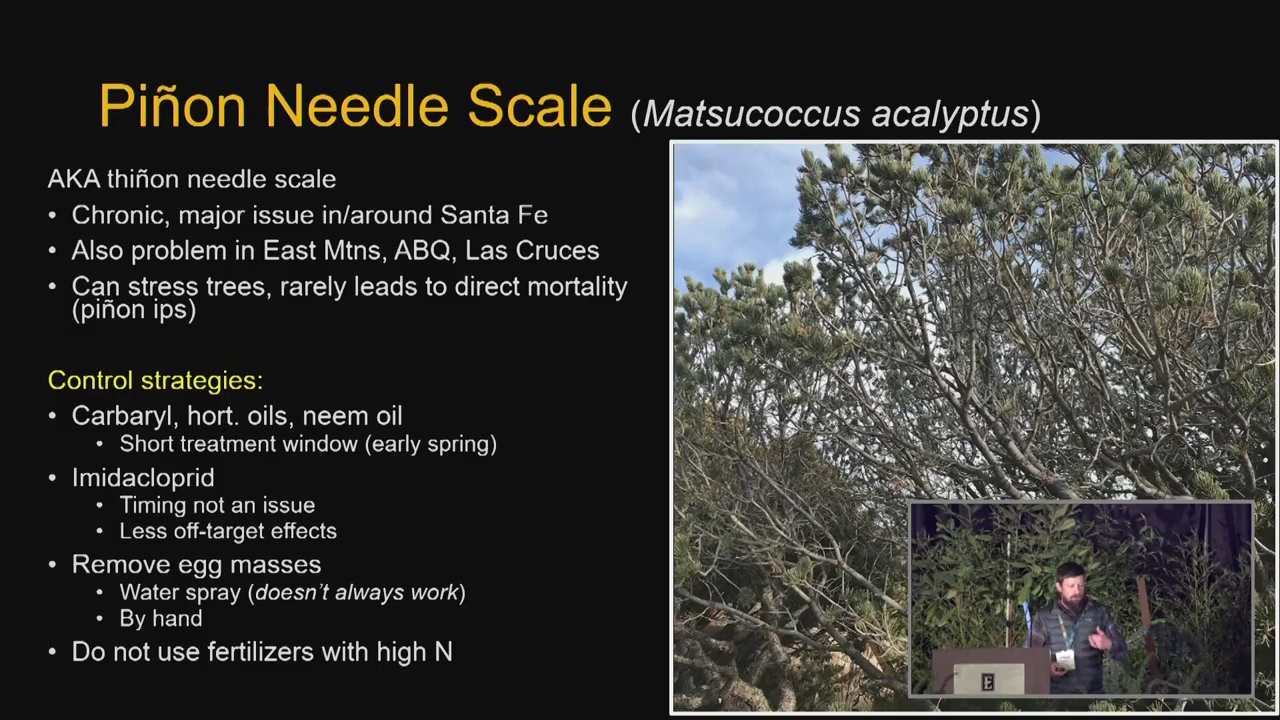 Piñon Needle Scale (Matsucoccus acalyptus)
AKA thiñon needle scale
• Chronic, major issue in/around Santa Fe
• Also problem in East Mtns, ABQ, Las Cruces
• Can stress trees, rarely leads to direct mortality
(piñon ips)
Control strategies:
• Carbaryl, hort. oils, neem oil
• Short treatment window (early spring)
• Imidacloprid
• Timing not an issue
• Less off-target effects
• Remove egg masses
• Water spray (doesn’t always work)
• By hand
• Do not use fertilizers with high N
E